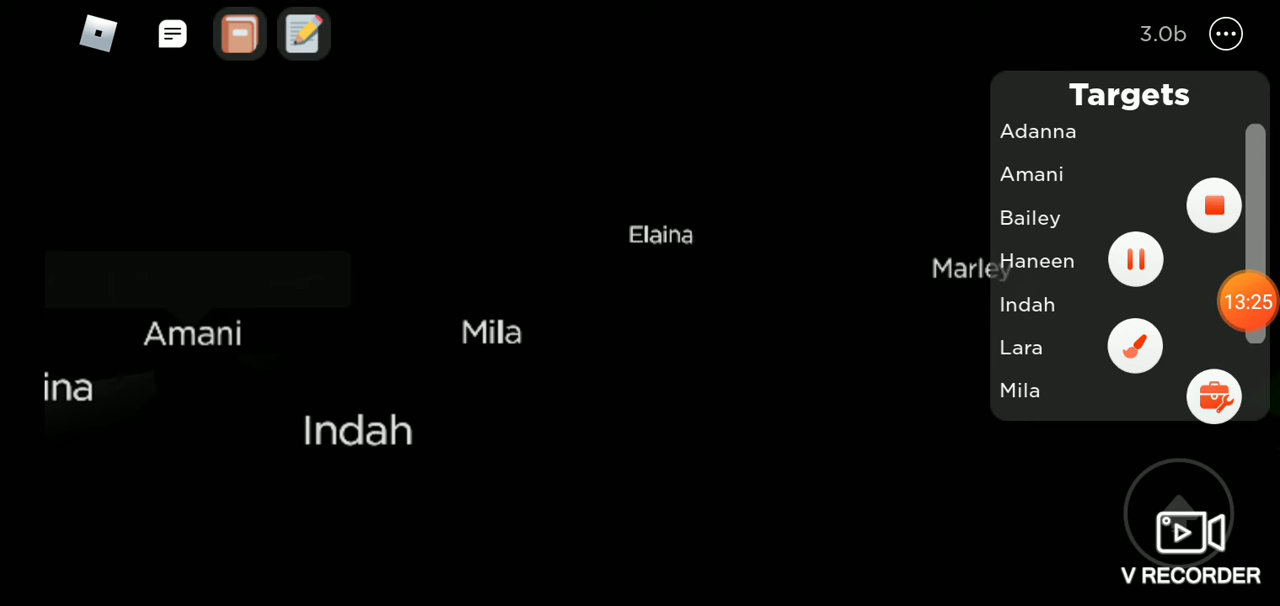 3.0b
Targets
Adanna
Amani
Bailey
Haneen
Indah
Lara
Mila
Elaina
Marley
Amani
Mila
ina
Indah
13:25
V RECORDER